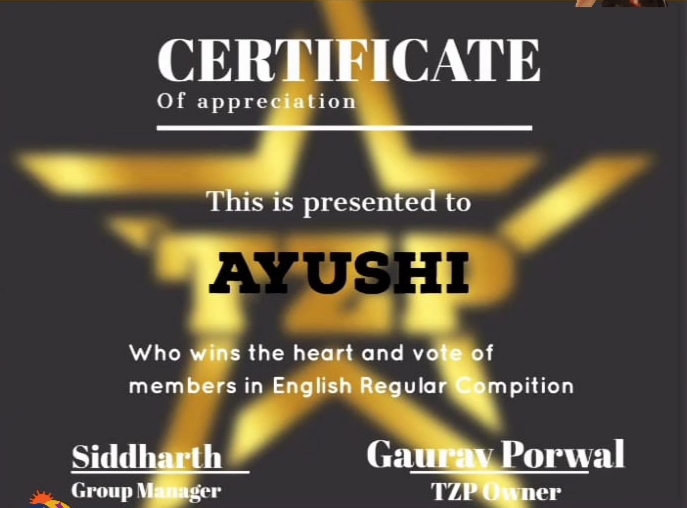 CERTIFICATE
Of appreciation
This is presented to
TZP
AYUSHI
Who wins the heart and vote of
members in English Regular Compition
Siddharth
Group Manager
Gaurav Porwal
TZP Owner